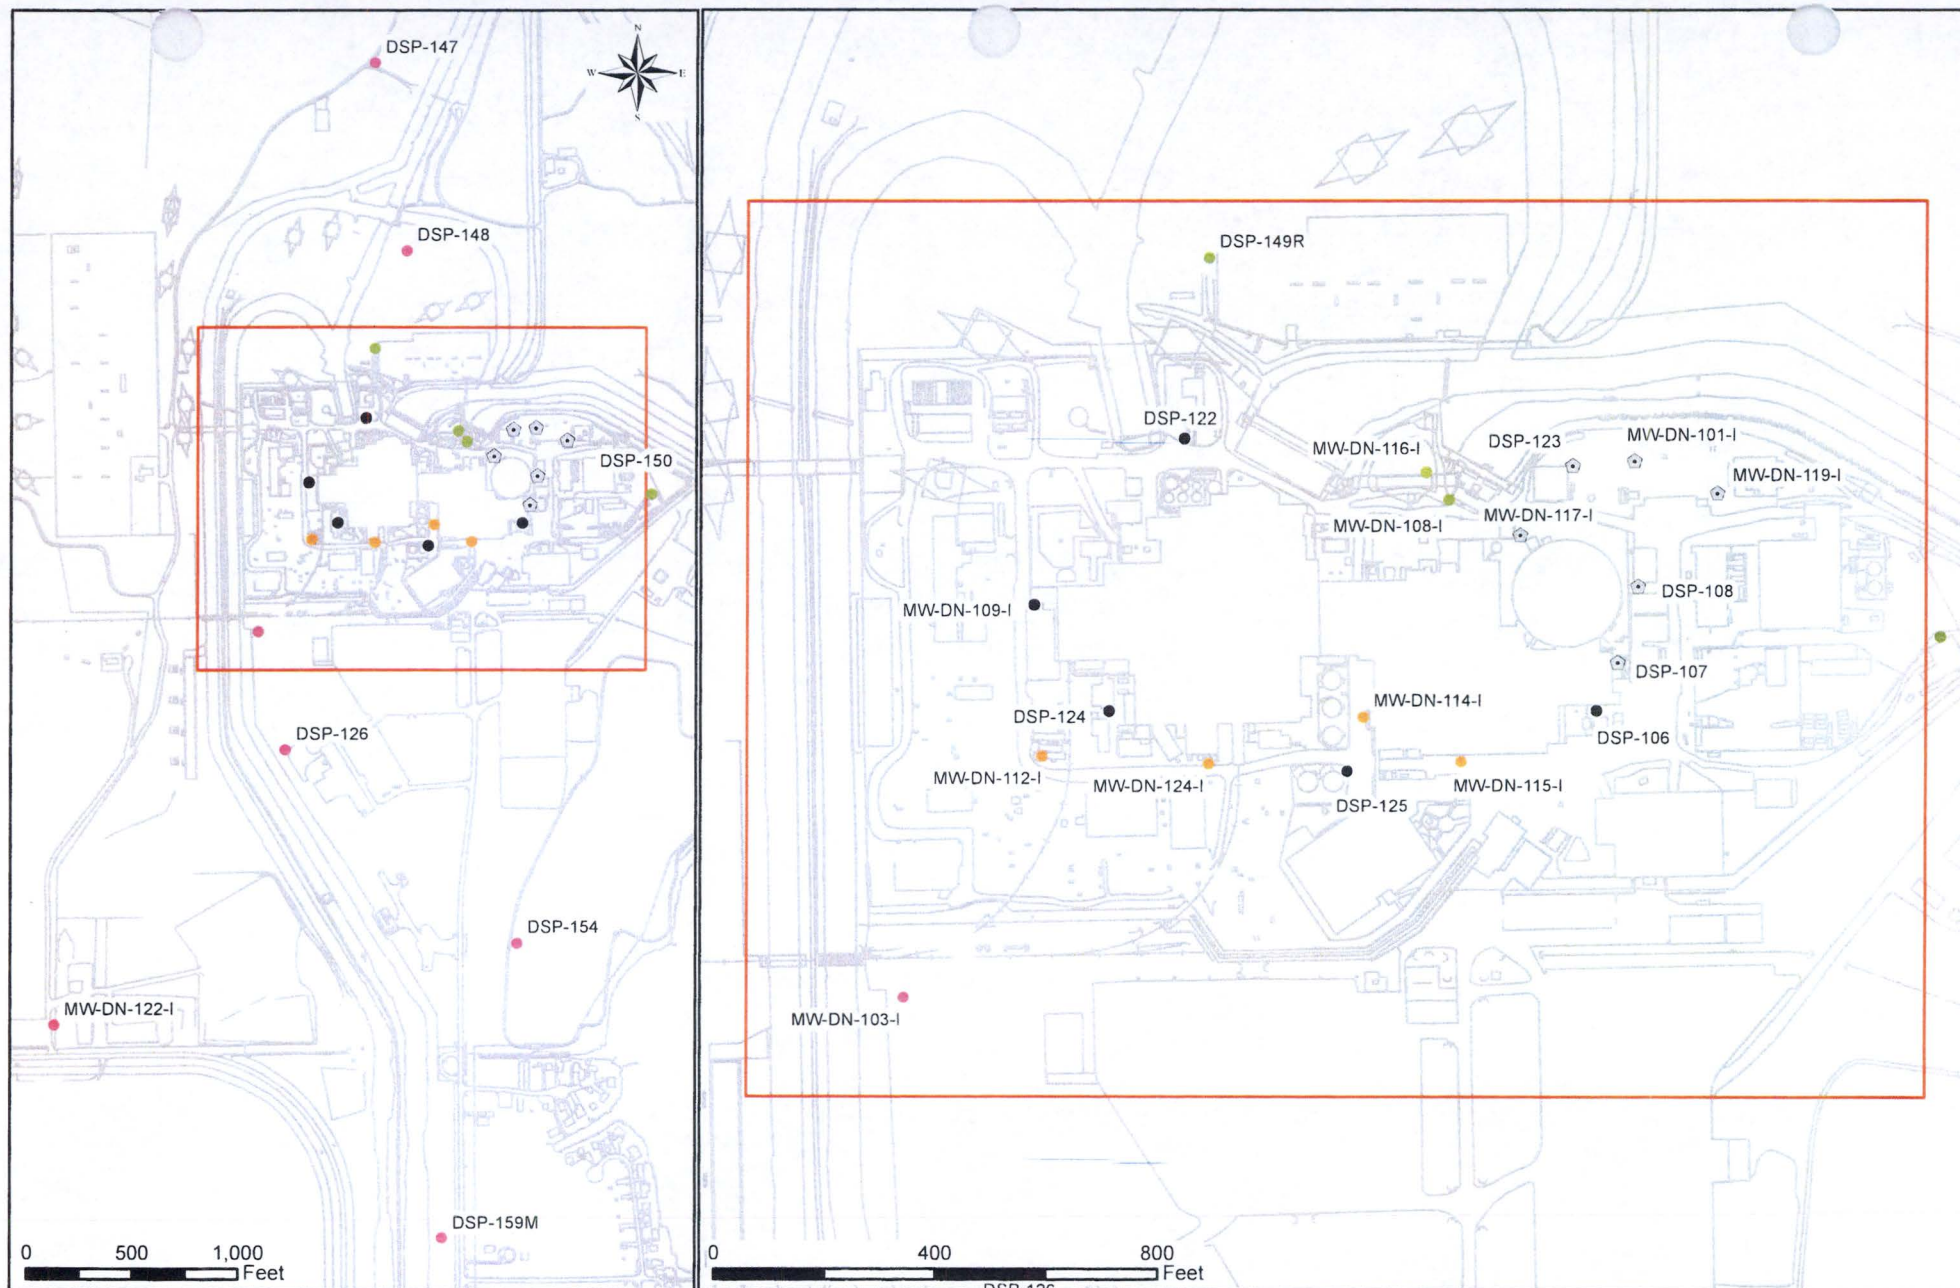 DSP-147
N
W E
S
DSP-148
DSP-150
DSP-126
DSP-154
MW-DN-122-I
DSP-159M
0 500 1,000
Feet
DSP-149R
DSP-122
DSP-123
MW-DN-101-I
MW-DN-116-I
MW-DN-119-I
MW-DN-108-I
MW-DN-117-I
DSP-108
MW-DN-109-I
DSP-107
MW-DN-114-I
DSP-124
DSP-106
MW-DN-112-I
MW-DN-124-I
MW-DN-115-I
DSP-125
MW-DN-103-I
0 400 800
Feet
DSP-126